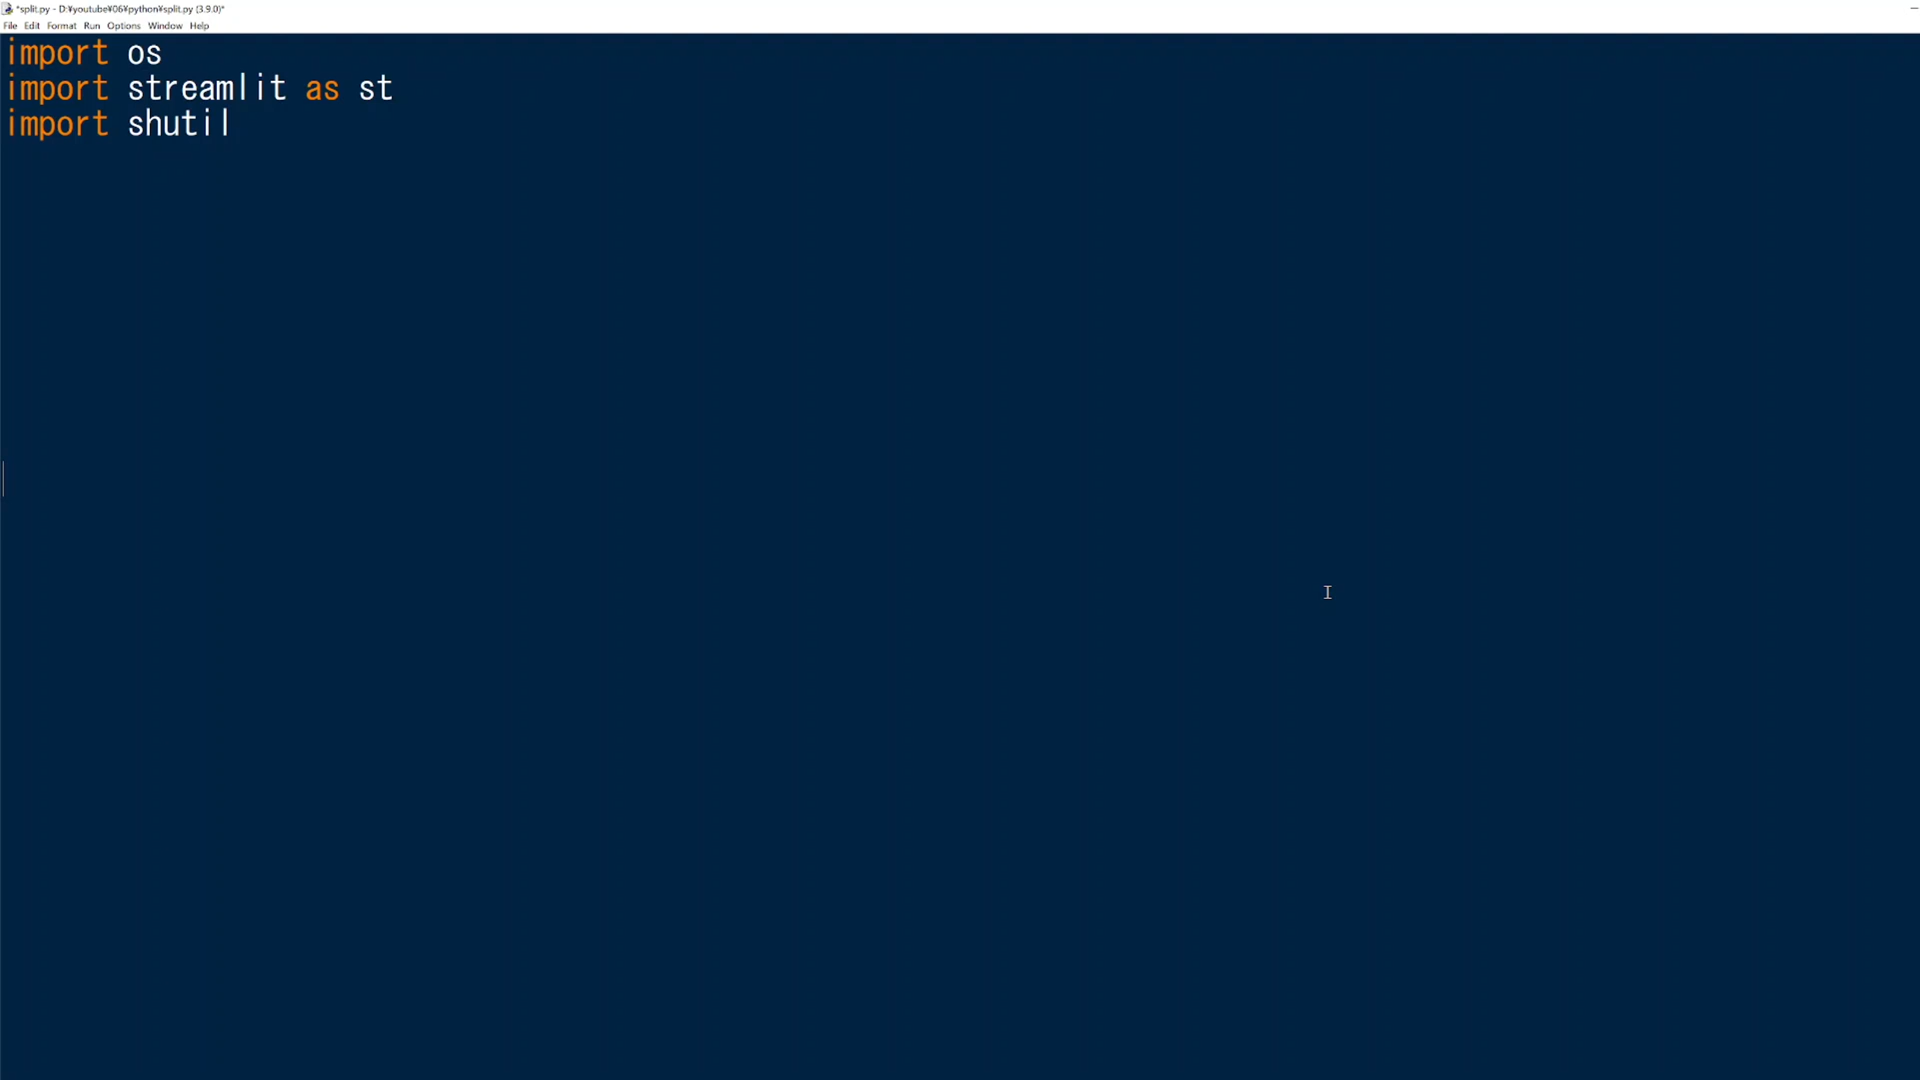 *split.py - D:¥youtube¥06¥python¥split.py (3.9.0)*
File Edit Format Run Options Window Help
import os
import streamlit as st
import shutil